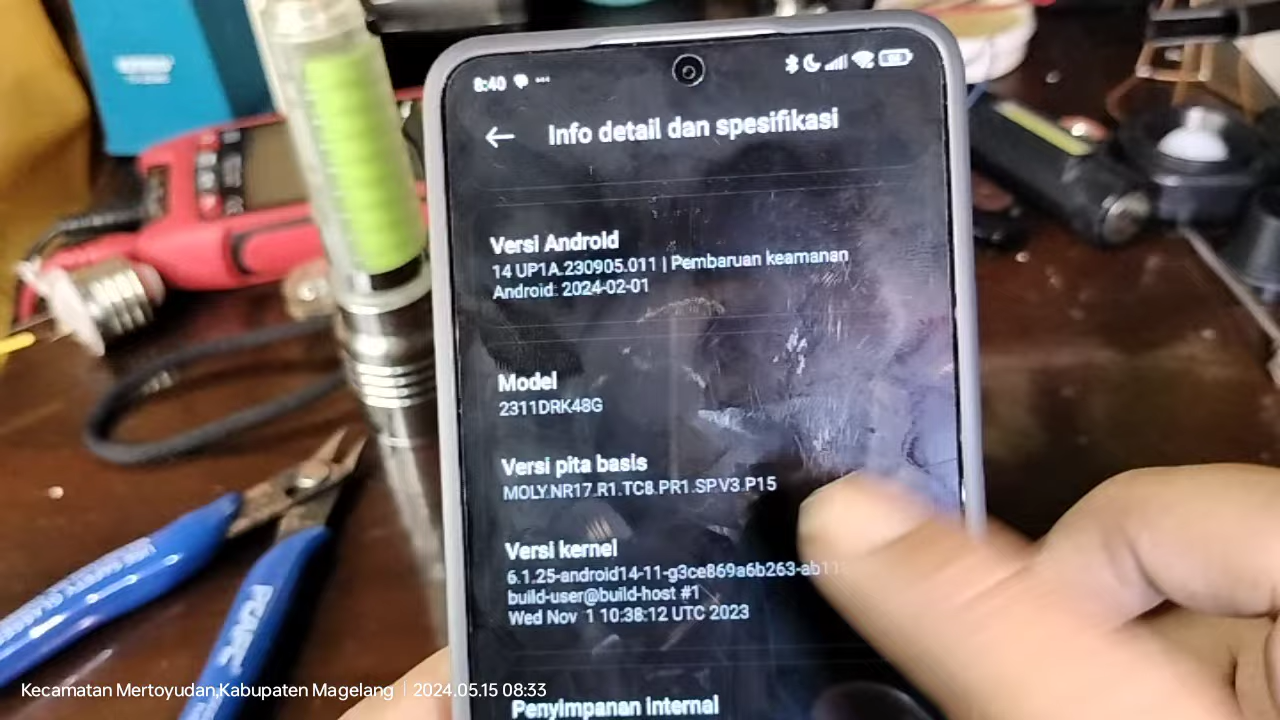 8:40
Info detail dan spesifikasi
Versi Android
14 UP1A.230905.011 | Pembaruan keamanan
Android: 2024-02-01
Model
2311DRK48G
Versi pita basis
MOLY.NR17.R1.TC8.PR1.SP.V3.P15
Versi kernel
6.1.25-android14-11-g3ce869a6b263-ab11
build-user@build-host #1
Wed Nov 1 10:38:12 UTC 2023
Penyimpanan internal
Kecamatan Mertoyudan,Kabupaten Magelang | 2024.05.15 08:33